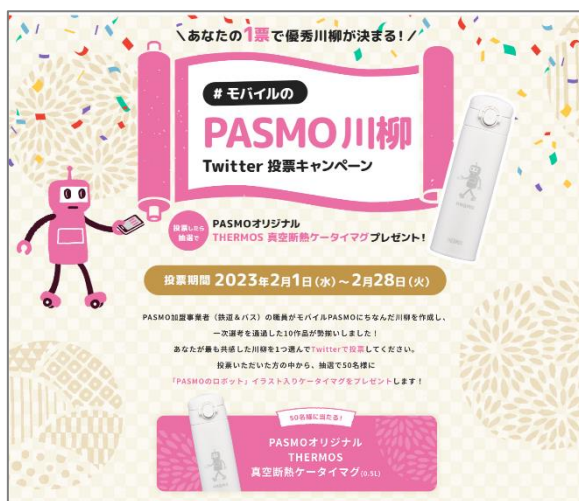 ＼あなたの1票で優秀川柳が決まる！／
#モバイルの
PASMO川柳
Twitter 投票キャンペーン
投票したら
抽選で
PASMOオリジナル
THERMOS 真空断熱ケータイマグプレゼント！
投票期間 2023年2月1日(水)～2月28日(火)
PASMO加盟事業者（鉄道＆バス）の職員がモバイルPASMOにちなんだ川柳を作成し、
一次選考を通過した10作品が勢揃いしました！
あなたが最も共感した川柳を1つ選んでTwitterで投票してください。
投票いただいた方の中から、抽選で50名様に
「PASMOのロボット」イラスト入りケータイマグをプレゼントします！
50名様に当たる！
PASMOオリジナル
THERMOS
真空断熱ケータイマグ(0.5L)